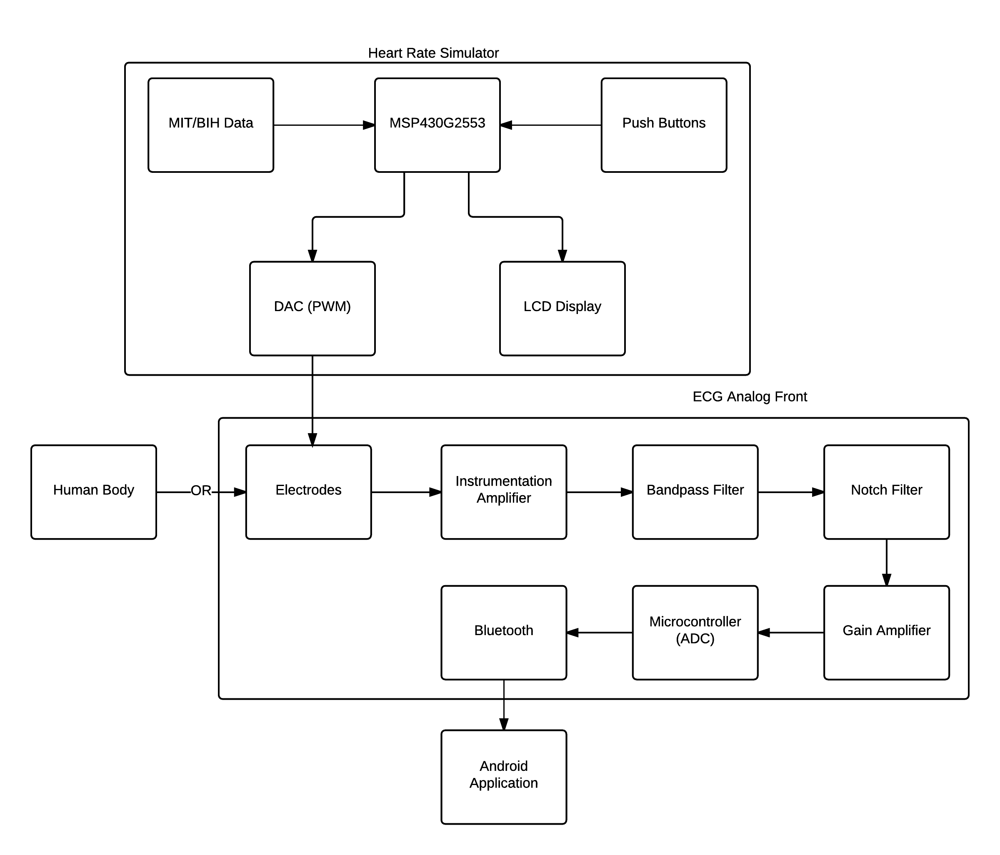 Heart Rate Simulator
MIT/BIH Data
MSP430G2553
Push Buttons
DAC (PWM)
LCD Display
ECG Analog Front
Human Body
OR
Electrodes
Instrumentation
Amplifier
Bandpass Filter
Notch Filter
Bluetooth
Microcontroller
(ADC)
Gain Amplifier
Android
Application